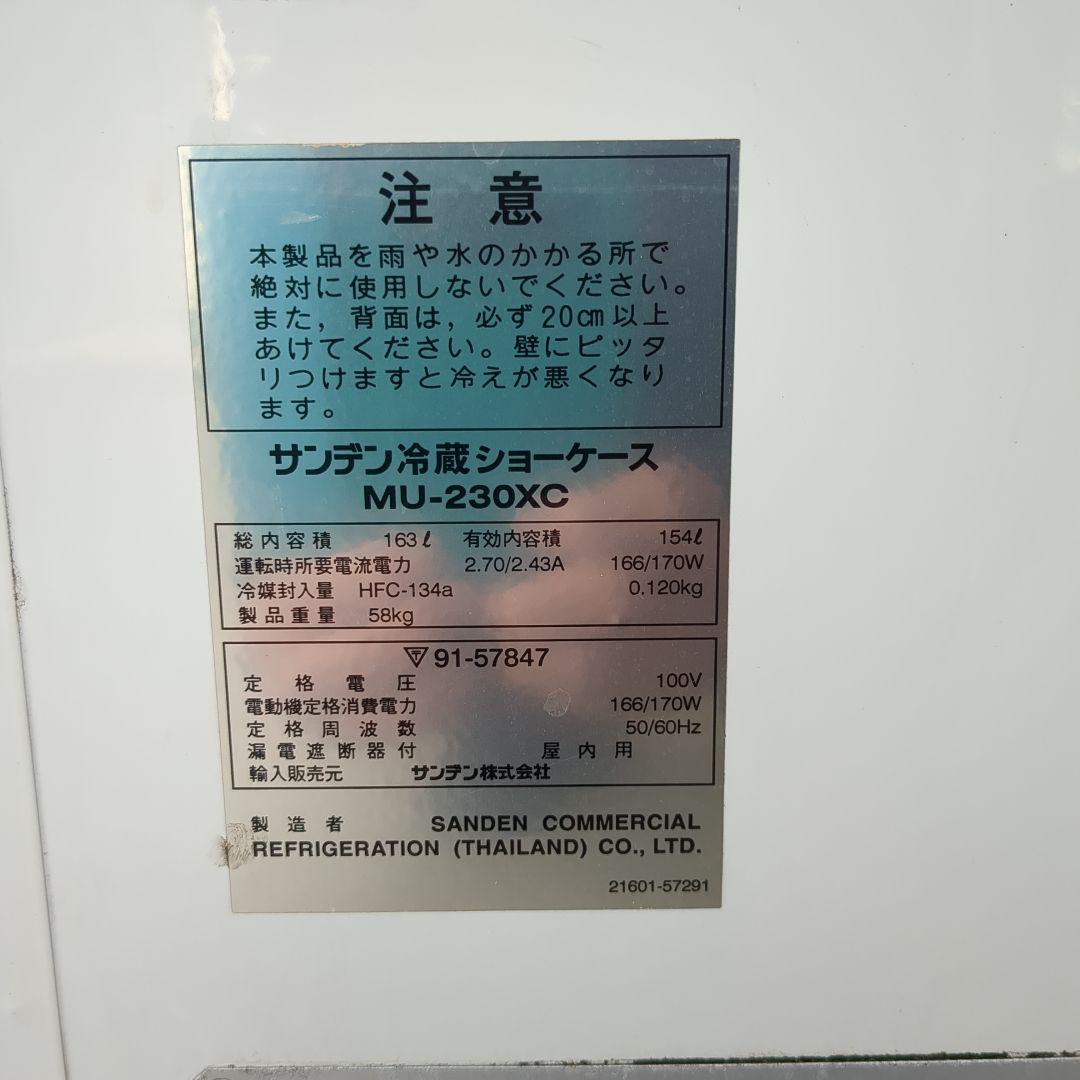 注意
本製品を雨や水のかかる所で
絶対に使用しないでください。
また，背面は，必ず20㎝以上
あけてください。壁にピッタ
リつけますと冷えが悪くなり
ます。
サンデン冷蔵ショーケース
MU-230XC
総内容積 163ℓ 有効内容積 154ℓ
運転時所要電流電力 2.70/2.43A 166/170W
冷媒封入量 HFC-134a 0.120kg
製品重量 58kg
〒91-57847
定格電圧 100V
電動機定格消費電力 166/170W
定格周波数 50/60Hz
漏電遮断器付 屋内用
輸入販売元 サンデン株式会社
製造者 SANDEN COMMERCIAL
REFRIGERATION (THAILAND) CO., LTD.
21601-57291